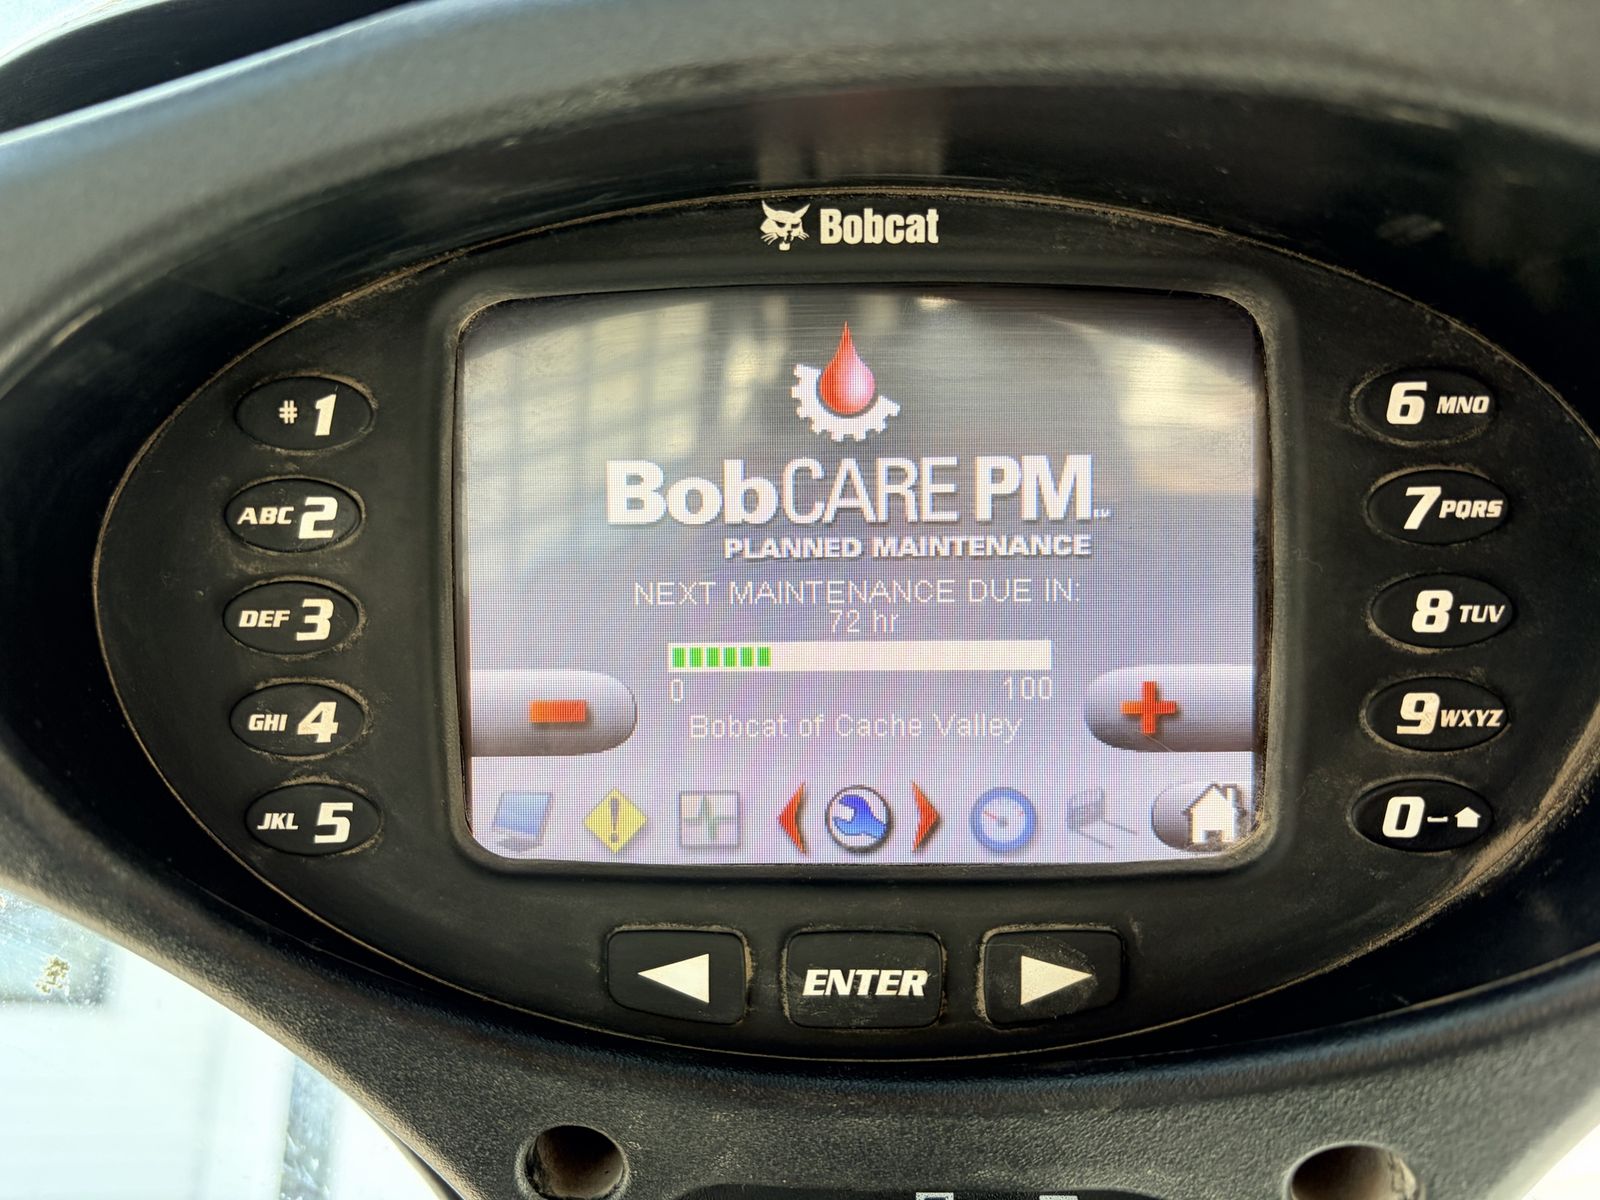 Bobcat
BobCARE PM
PLANNED MAINTENANCE
NEXT MAINTENANCE DUE IN:
72 hr
0 100
Bobcat of Cache Valley
# 1
ABC 2
DEF 3
GHI 4
JKL 5
6 MNO
7 PQRS
8 TUV
9 WXYZ
0
ENTER